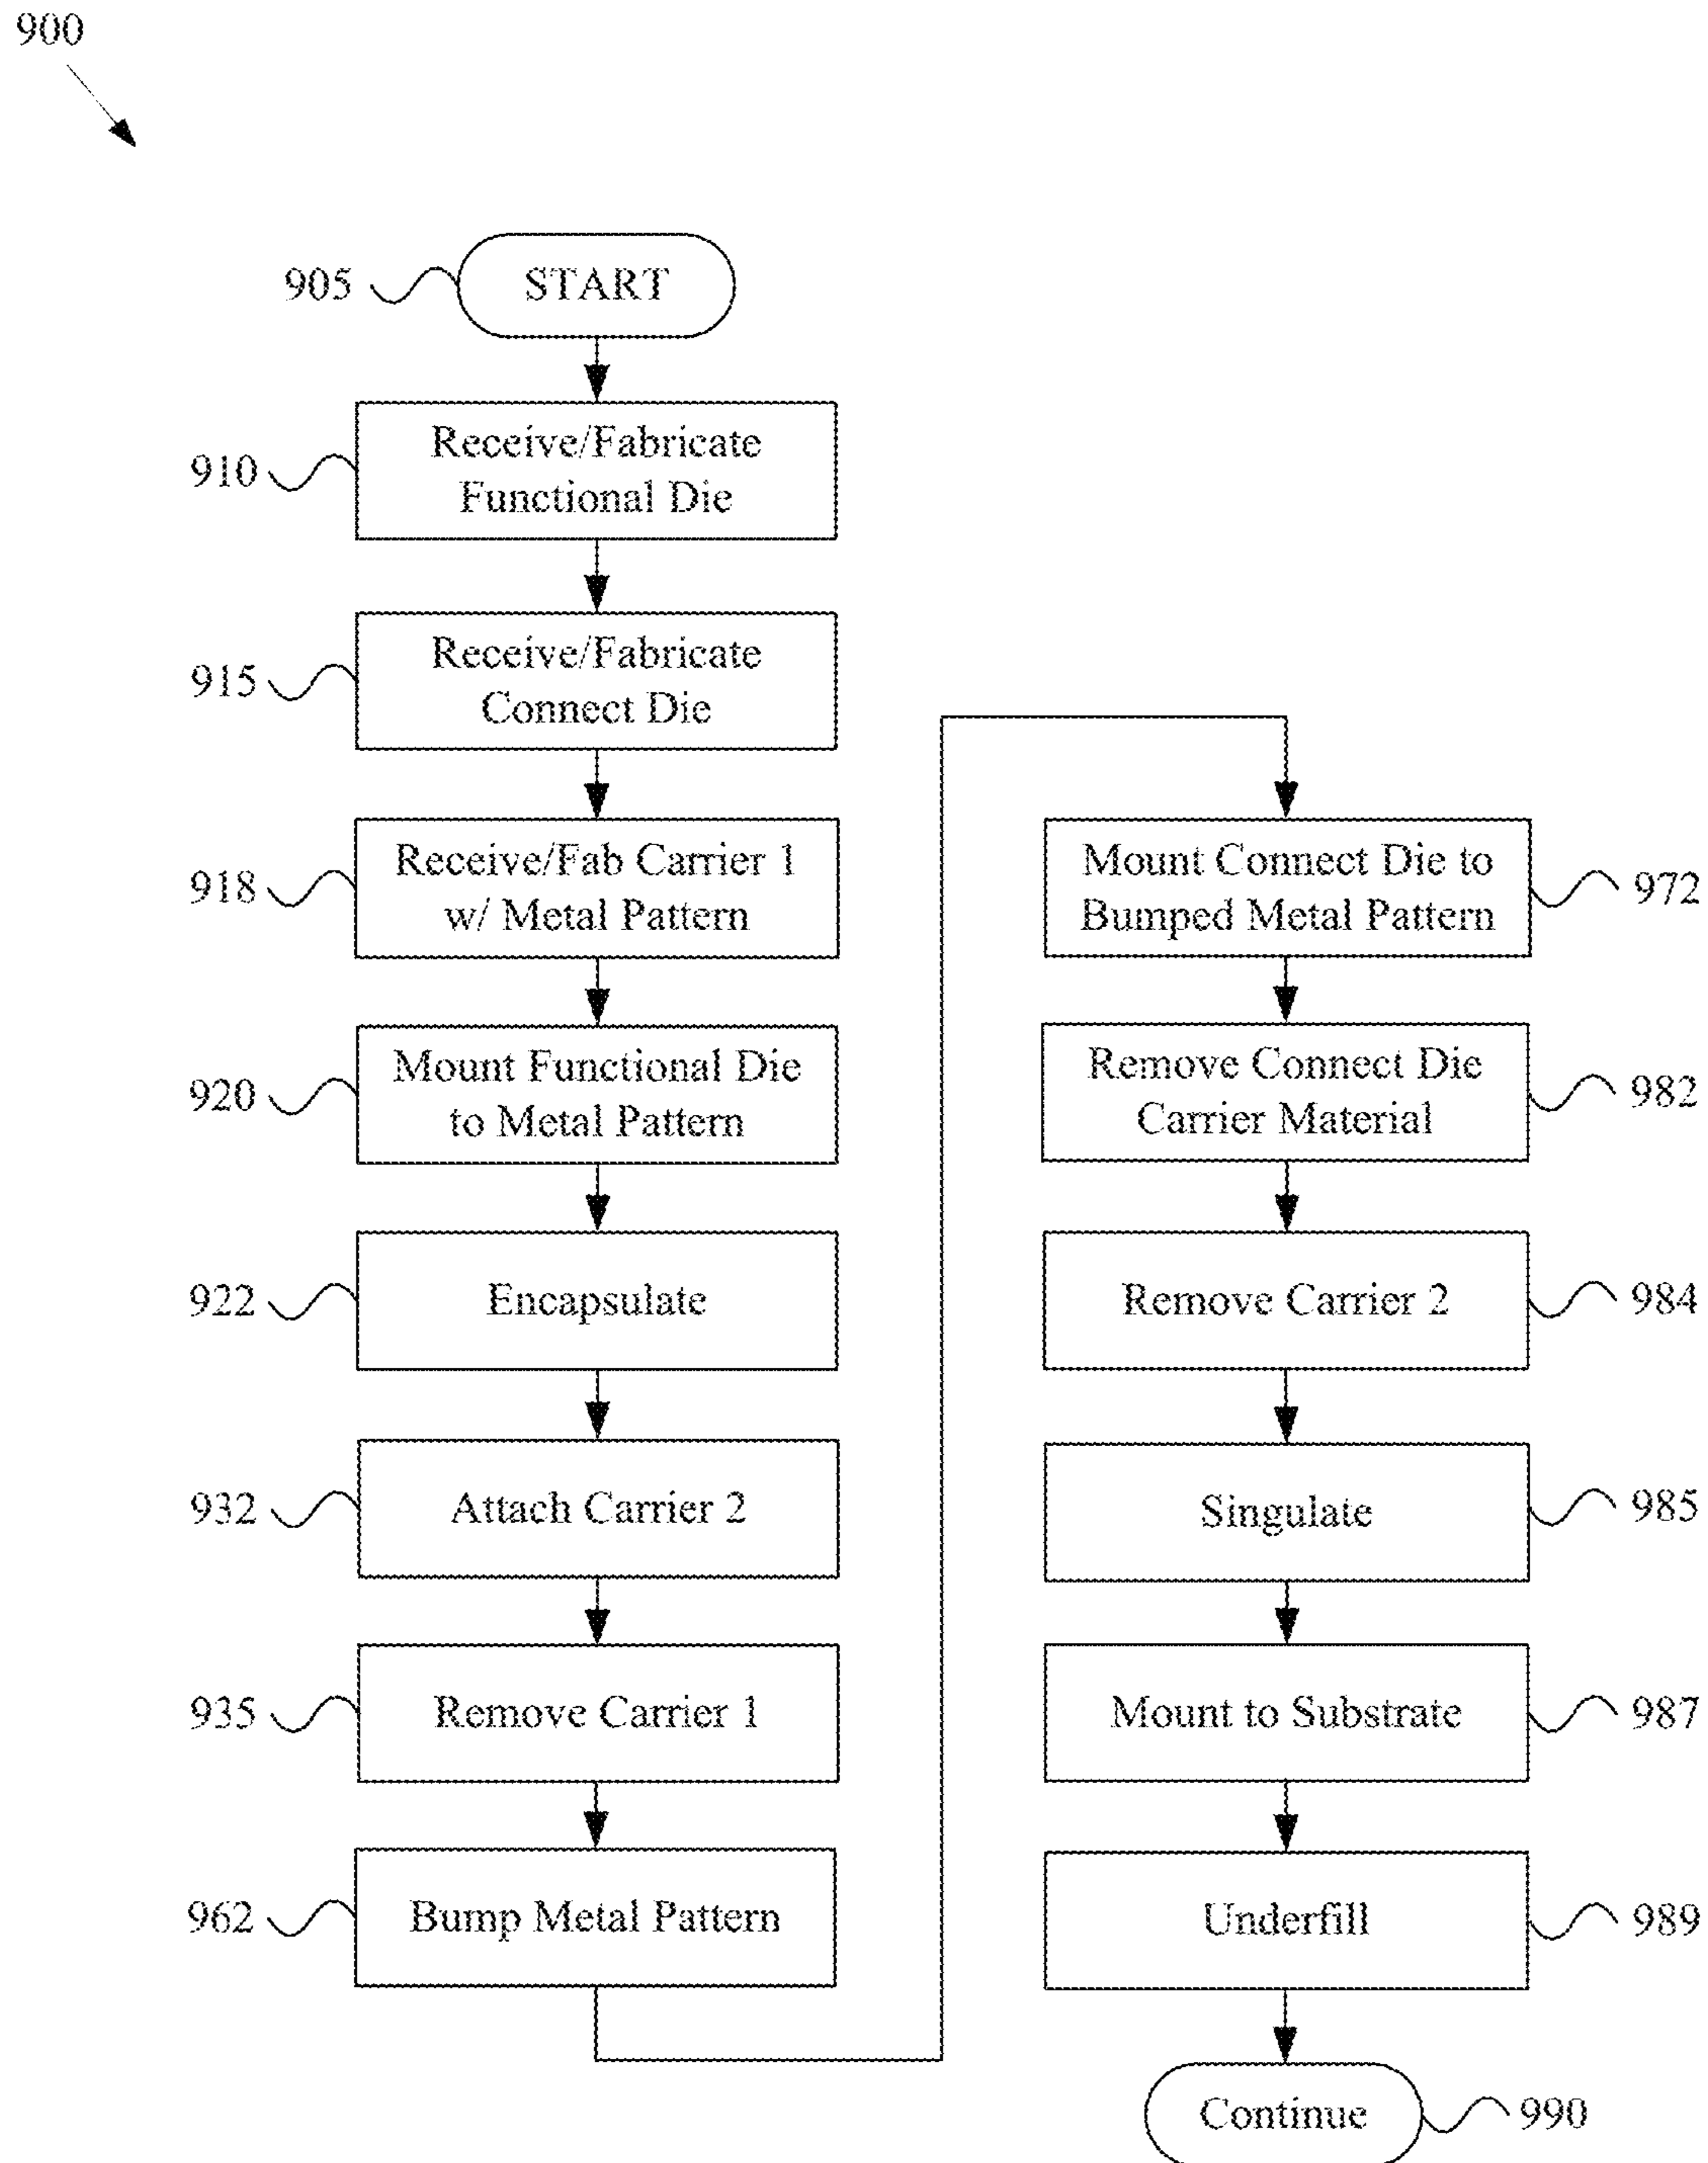 900
905
START
910
Receive/Fabricate
Functional Die
915
Receive/Fabricate
Connect Die
918
Receive/Fab Carrier 1
w/ Metal Pattern
920
Mount Functional Die
to Metal Pattern
922
Encapsulate
932
Attach Carrier 2
935
Remove Carrier 1
962
Bump Metal Pattern
Mount Connect Die to
Bumped Metal Pattern
972
Remove Connect Die
Carrier Material
982
Remove Carrier 2
984
Singulate
985
Mount to Substrate
987
Underfill
989
Continue
990